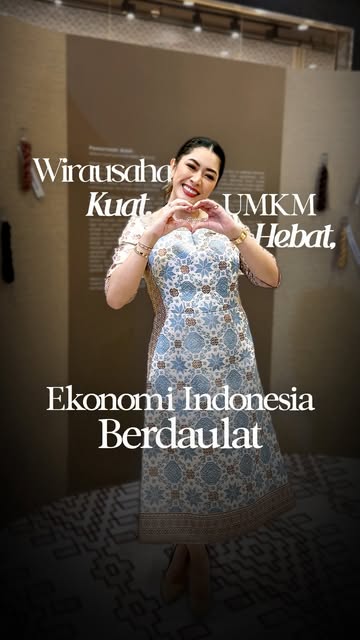 Wirausaha
Kuat,
UMKM
Hebat,
Ekonomi Indonesia
Berdaulat